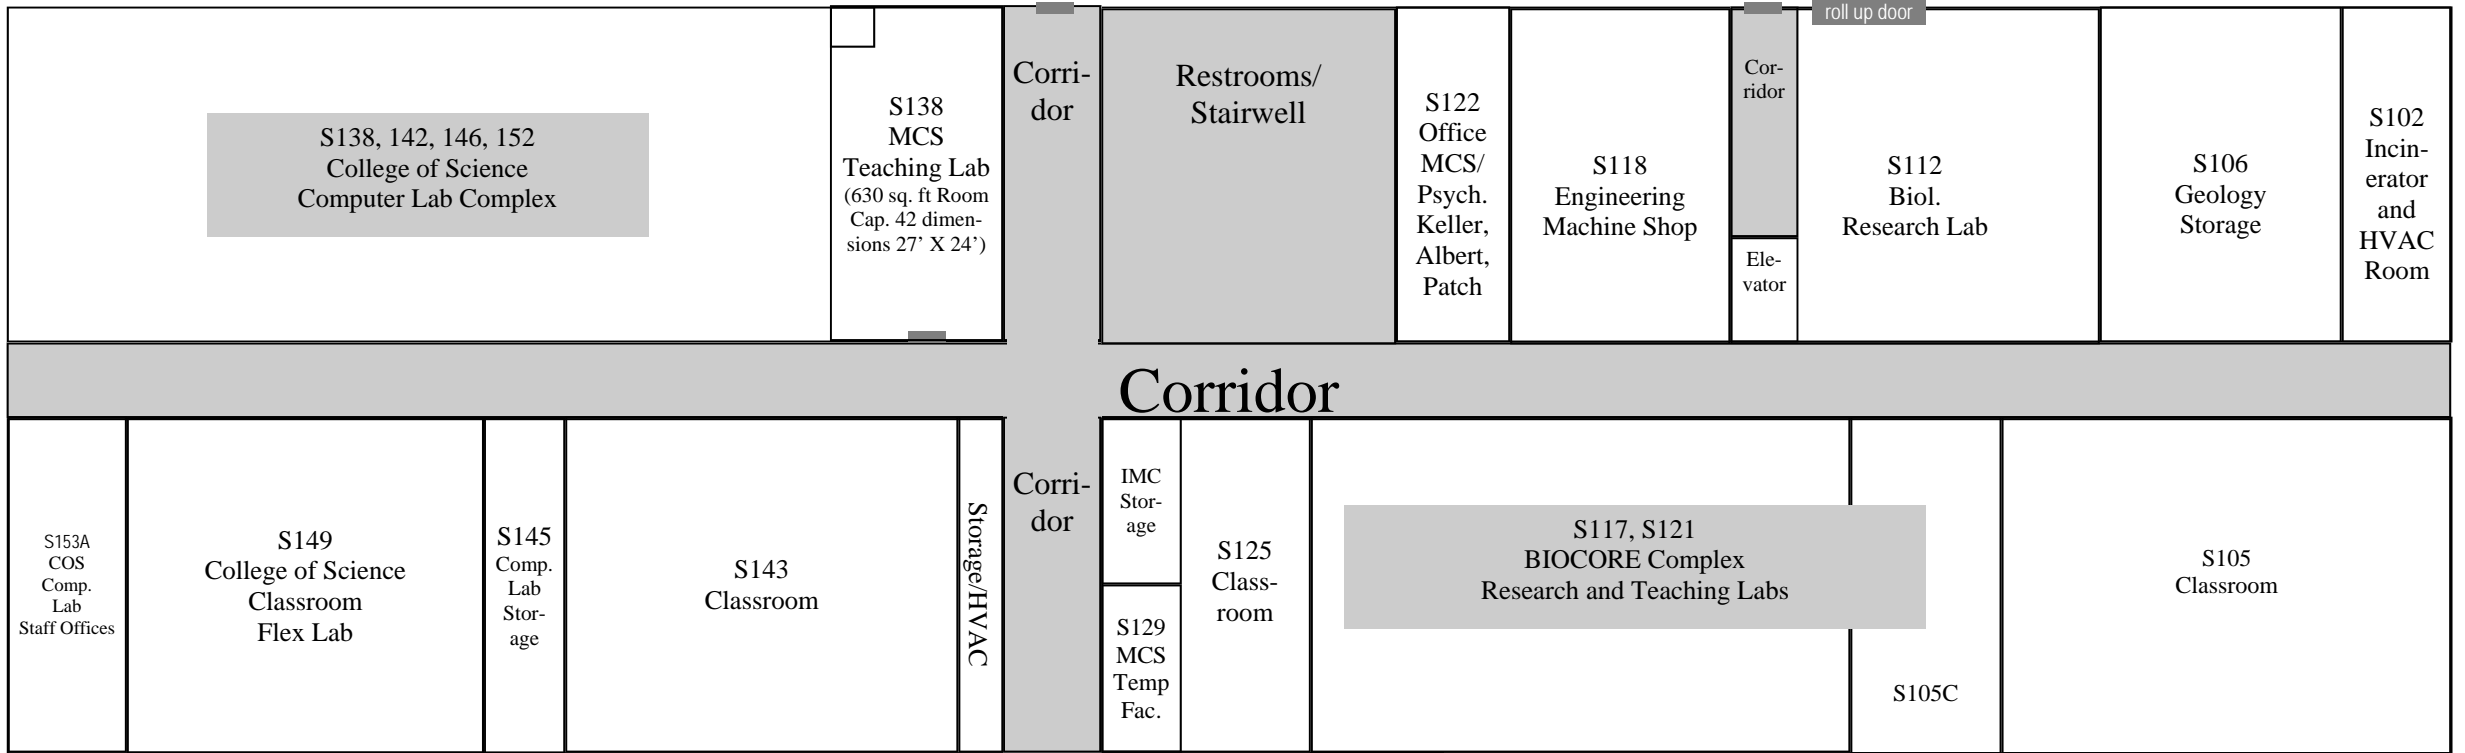 roll up door
S138, 142, 146, 152
College of Science
Computer Lab Complex
S138
MCS
Teaching Lab
(630 sq. ft Room
Cap. 42 dimen-
sions 27’ X 24’)
Corri-
dor
Restrooms/
Stairwell
S122
Office
MCS/
Psych.
Keller,
Albert,
Patch
S118
Engineering
Machine Shop
Cor-
ridor
Ele-
vator
S112
Biol.
Research Lab
S106
Geology
Storage
S102
Incin-
erator
and
HVAC
Room
Corridor
S153A
COS
Comp.
Lab
Staff Offices
S149
College of Science
Classroom
Flex Lab
S145
Comp.
Lab
Stor-
age
S143
Classroom
Storage/HVAC
Corri-
dor
IMC
Stor-
age
S129
MCS
Temp
Fac.
S125
Class-
room
S117, S121
BIOCORE Complex
Research and Teaching Labs
S105C
S105
Classroom